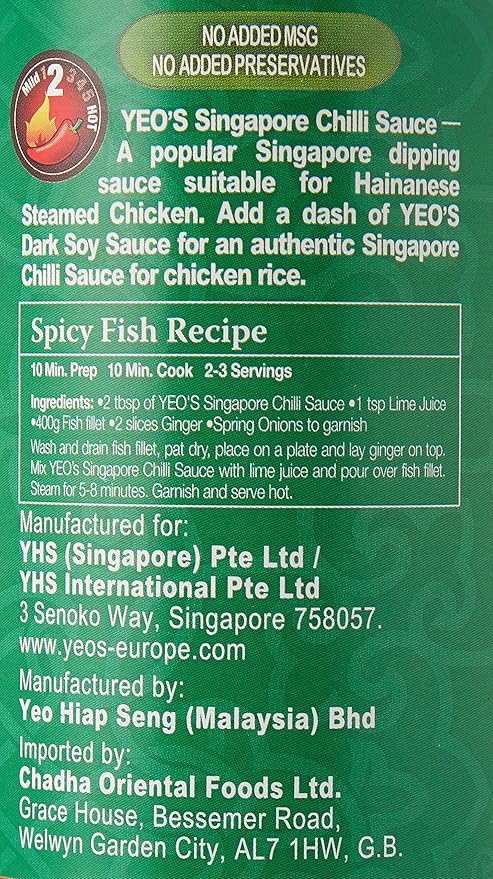 NO ADDED MSG
NO ADDED PRESERVATIVES
Mild 1 2 3 4 5 HOT
YEO'S Singapore Chilli Sauce —
A popular Singapore dipping
sauce suitable for Hainanese
Steamed Chicken. Add a dash of YEO'S
Dark Soy Sauce for an authentic Singapore
Chilli Sauce for chicken rice.
Spicy Fish Recipe
10 Min. Prep 10 Min. Cook 2-3 Servings
Ingredients: •2 tbsp of YEO'S Singapore Chilli Sauce •1 tsp Lime Juice
•400g Fish fillet •2 slices Ginger •Spring Onions to garnish
Wash and drain fish fillet, pat dry, place on a plate and lay ginger on top.
Mix YEO's Singapore Chilli Sauce with lime juice and pour over fish fillet.
Steam for 5-8 minutes. Garnish and serve hot.
Manufactured for:
YHS (Singapore) Pte Ltd /
YHS International Pte Ltd
3 Senoko Way, Singapore 758057.
www.yeos-europe.com
Manufactured by:
Yeo Hiap Seng (Malaysia) Bhd
Imported by:
Chadha Oriental Foods Ltd.
Grace House, Bessemer Road,
Welwyn Garden City, AL7 1HW, G.B.